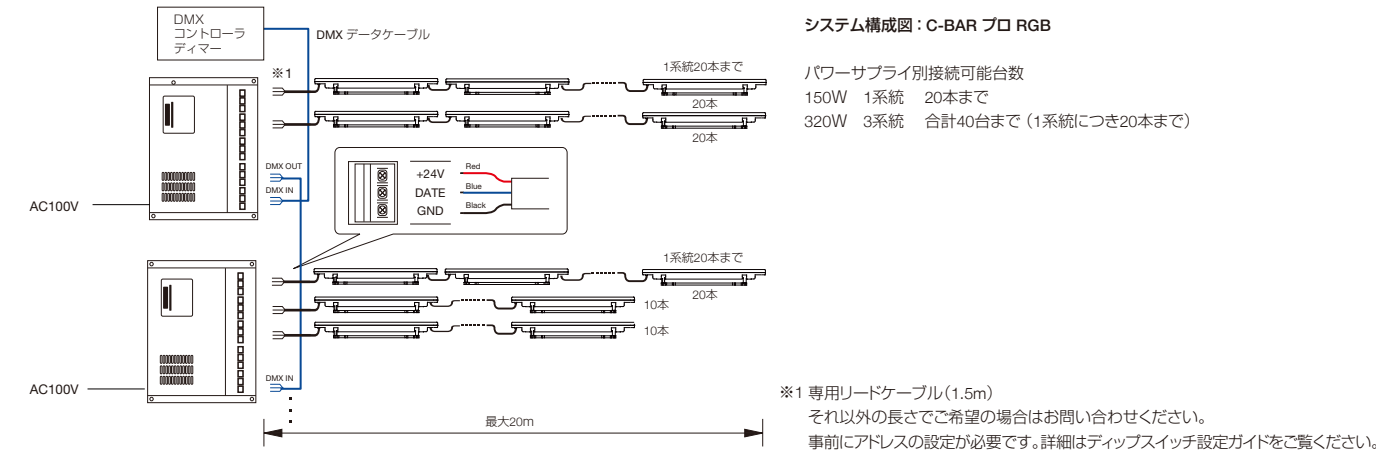 DMX
コントローラ
ディマー
DMX データケーブル
※1
1系統20本まで
20本
20本
DMX OUT
DMX IN
AC100V
+24V
Red
DATE
Blue
GND
Black
1系統20本まで
20本
10本
10本
DMX IN
AC100V
最大20m
システム構成図：C-BAR プロ RGB
パワーサプライ別接続可能台数
150W 1系統 20本まで
320W 3系統 合計40台まで（1系統につき20本まで）
※1 専用リードケーブル（1.5m）
それ以外の長さでご希望の場合はお問い合わせください。
事前にアドレスの設定が必要です。詳細はディップスイッチ設定ガイドをご覧ください。